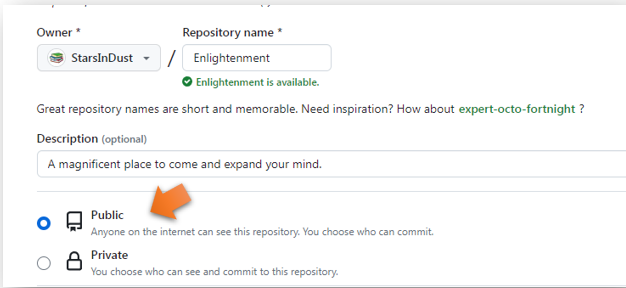 Owner * Repository name *
StarsInDust / Enlightenment
Enlightenment is available.
Great repository names are short and memorable. Need inspiration? How about expert-octo-fortnight ?
Description (optional)
A magnificent place to come and expand your mind.
Public
Anyone on the internet can see this repository. You choose who can commit.
Private
You choose who can see and commit to this repository.